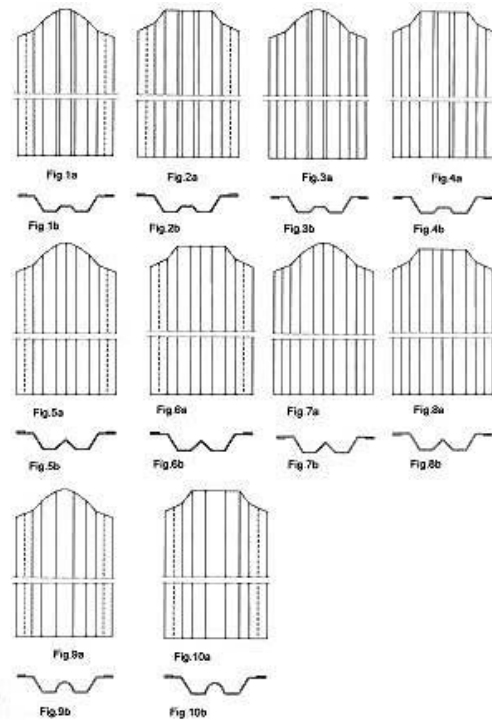 Fig.1a Fig.2a Fig.3a Fig.4a
Fig 1b Fig.2b Fig.3b Fig.4b
Fig.5a Fig.6a Fig.7a Fig.8a
Fig.5b Fig.6b Fig.7b Fig.8b
Fig.9a Fig.10a
Fig.9b Fig 10b